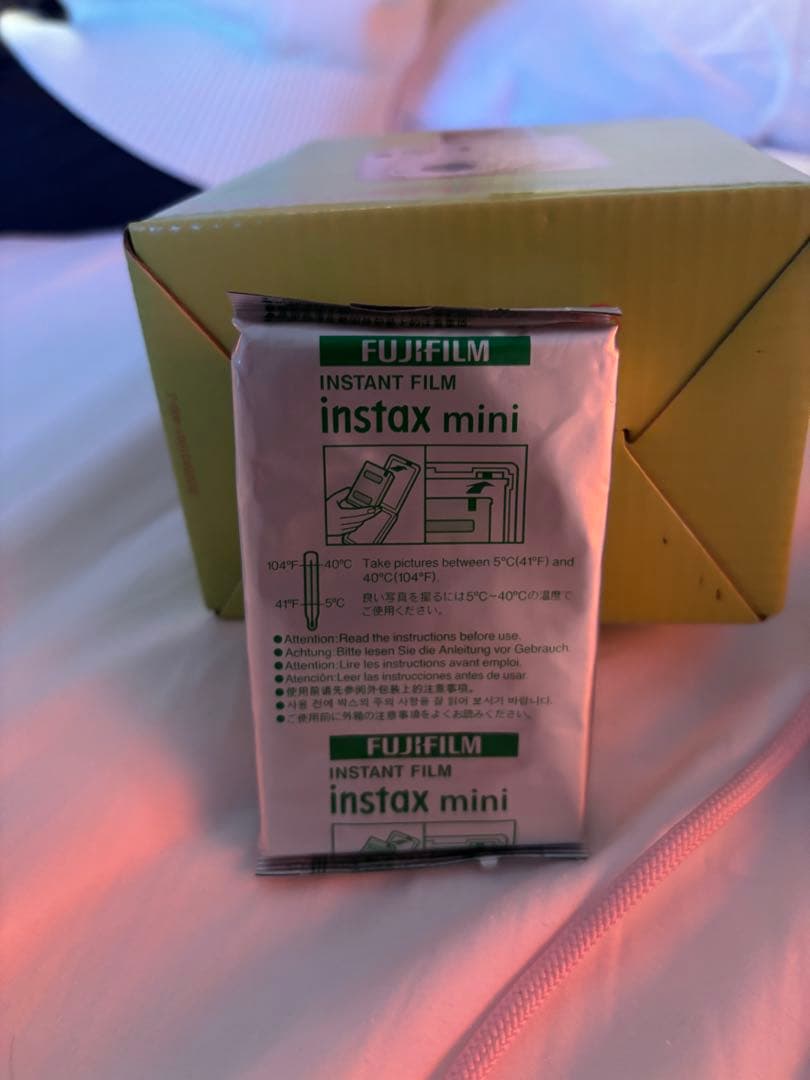 FUJIFILM
INSTANT FILM
instax mini
104°F 40°C
41°F 5°C
Take pictures between 5°C(41°F) and
40°C(104°F).
良い写真を撮るには5°C~40°Cの温度で
ご使用ください。
●Attention:Read the instructions before use.
●Achtung:Bitte lesen Sie die Anleitung vor Gebrauch.
●Attention:Lire les instructions avant emploi.
●Atención:Leer las instrucciones antes de usar.
●使用前请先参阅外包装上的注意事项。
●사용 전에 박스의 주의 사항을 잘 읽어 보시기 바랍니다.
●ご使用前に外箱の注意事項をよくお読みください。
FUJIFILM
INSTANT FILM
instax mini